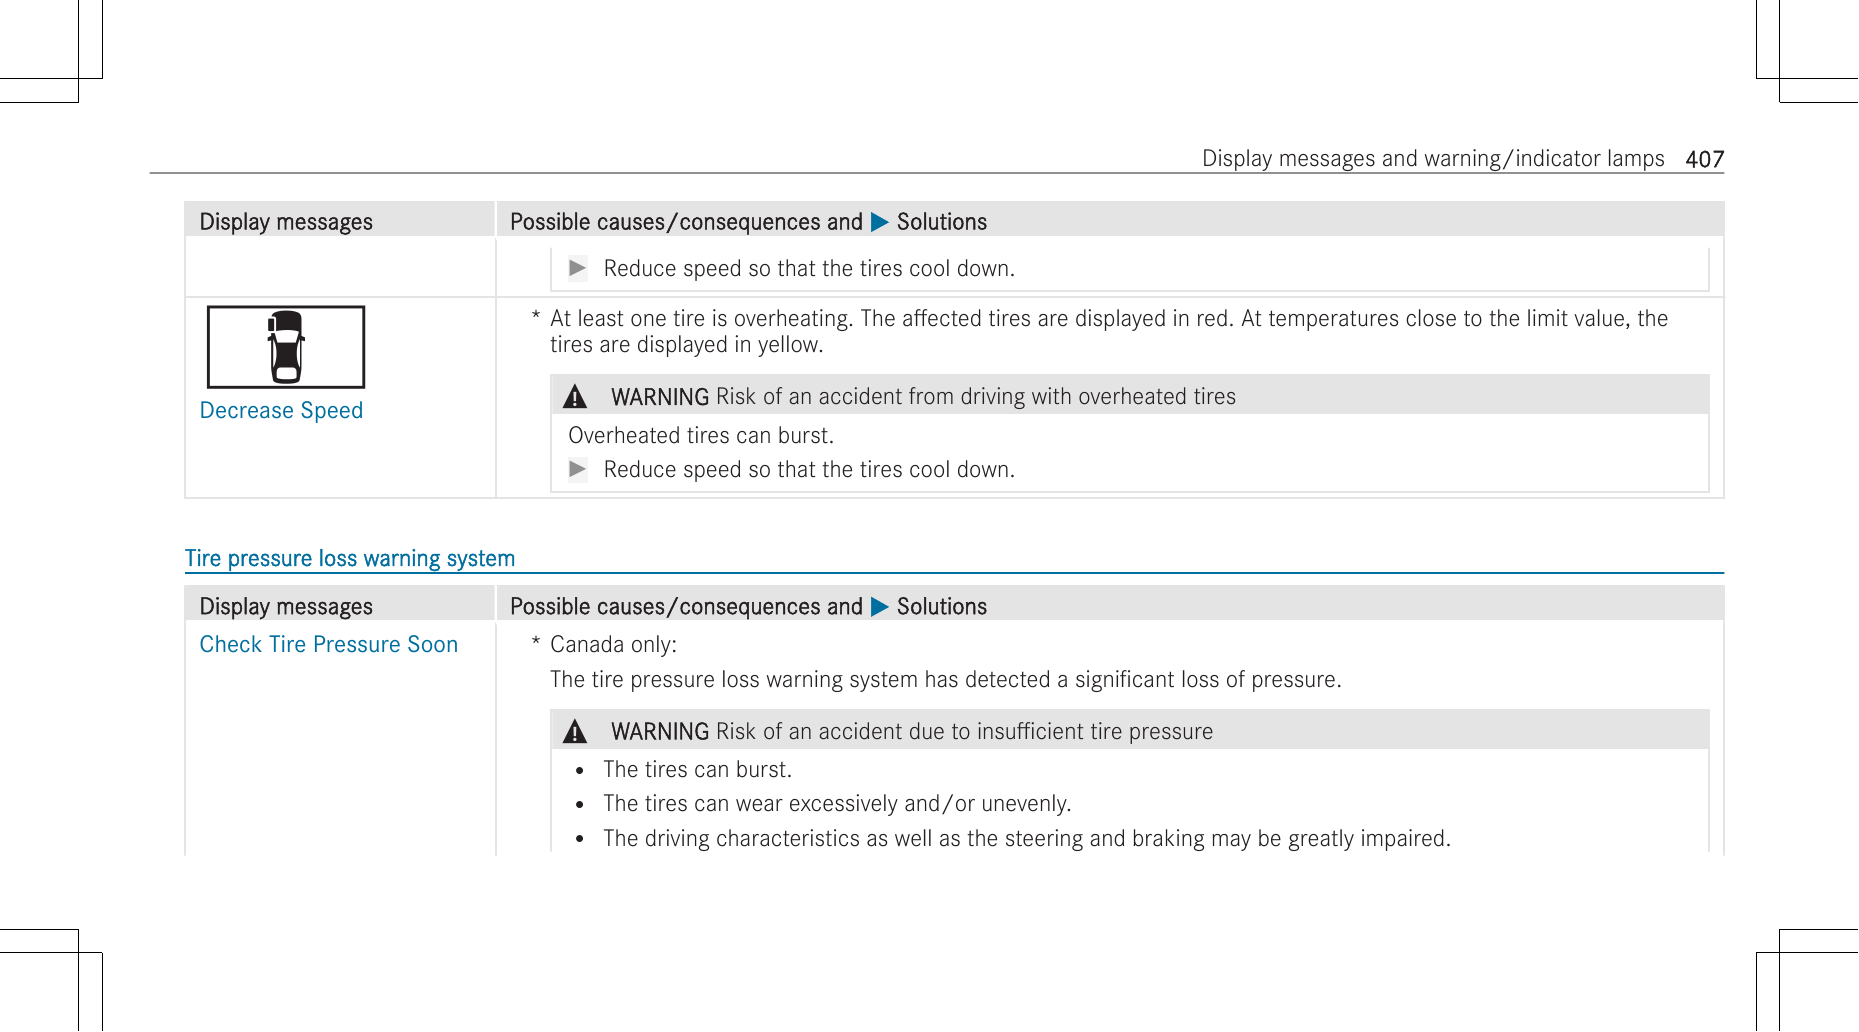 Display messages and warning/indicator lamps 407
Display messages Possible causes/consequences and ▶ Solutions
▶ Reduce speed so that the tires cool down.
* At least one tire is overheating. The affected tires are displayed in red. At temperatures close to the limit value, the
tires are displayed in yellow.
Decrease Speed
WARNING Risk of an accident from driving with overheated tires
Overheated tires can burst.
▶ Reduce speed so that the tires cool down.
Tire pressure loss warning system
Display messages Possible causes/consequences and ▶ Solutions
Check Tire Pressure Soon
* Canada only:
The tire pressure loss warning system has detected a significant loss of pressure.
WARNING Risk of an accident due to insufficient tire pressure
• The tires can burst.
• The tires can wear excessively and/or unevenly.
• The driving characteristics as well as the steering and braking may be greatly impaired.